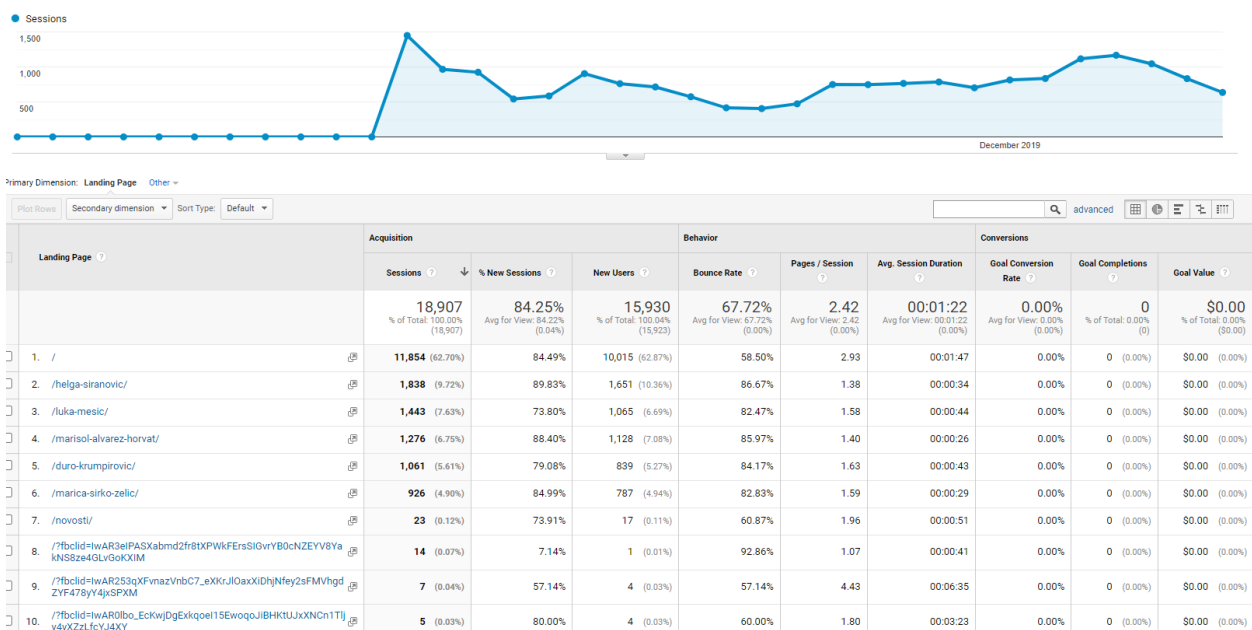 Sessions
1,500
1,000
500
December 2019
Primary Dimension: Landing Page Other
Plot Rows Secondary dimension Sort Type: Default advanced
Landing Page ? Acquisition Behavior Conversions
Sessions ? % New Sessions ? New Users ? Bounce Rate ? Pages / Session ? Avg. Session Duration ? Goal Conversion Rate ? Goal Completions ? Goal Value ?
18,907 84.25% 15,930 67.72% 2.42 00:01:22 0.00% 0 $0.00
% of Total: 100.00% Avg for View: 84.22% % of Total: 100.04% Avg for View: 67.72% Avg for View: 2.42 Avg for View: 00:01:22 Avg for View: 0.00% % of Total: 0.00% % of Total: 0.00%
(18,907) (0.04%) (15,923) (0.00%) (0.00%) (0.00%) (0.00%) (0) ($0.00)
1. / 11,854 (62.70%) 84.49% 10,015 (62.87%) 58.50% 2.93 00:01:47 0.00% 0 (0.00%) $0.00 (0.00%)
2. /helga-siranovic/ 1,838 (9.72%) 89.83% 1,651 (10.36%) 86.67% 1.38 00:00:34 0.00% 0 (0.00%) $0.00 (0.00%)
3. /luka-mesic/ 1,443 (7.63%) 73.80% 1,065 (6.69%) 82.47% 1.58 00:00:44 0.00% 0 (0.00%) $0.00 (0.00%)
4. /marisol-alvarez-horvat/ 1,276 (6.75%) 88.40% 1,128 (7.08%) 85.97% 1.40 00:00:26 0.00% 0 (0.00%) $0.00 (0.00%)
5. /duro-krumpirovic/ 1,061 (5.61%) 79.08% 839 (5.27%) 84.17% 1.63 00:00:43 0.00% 0 (0.00%) $0.00 (0.00%)
6. /marica-sirko-zelic/ 926 (4.90%) 84.99% 787 (4.94%) 82.83% 1.59 00:00:29 0.00% 0 (0.00%) $0.00 (0.00%)
7. /novosti/ 23 (0.12%) 73.91% 17 (0.11%) 60.87% 1.96 00:00:51 0.00% 0 (0.00%) $0.00 (0.00%)
8. /?fbclid=IwAR3eIPASXabmd2fr8tXPWkFErsSIGvrYB0cNZEYV8Ya
kNS8ze4GLvGoKXIM 14 (0.07%) 7.14% 1 (0.01%) 92.86% 1.07 00:00:41 0.00% 0 (0.00%) $0.00 (0.00%)
9. /?fbclid=IwAR253qXFvnazVnbC7_eXKrJlOaxXiDhjNfey2sFMVhgd
ZYF478yY4jxSPXM 7 (0.04%) 57.14% 4 (0.03%) 57.14% 4.43 00:06:35 0.00% 0 (0.00%) $0.00 (0.00%)
10. /?fbclid=IwAR0lbo_EcKwjDgExkqoeI15EwoqoJiBHKtUJxXNCn1Tlj
5 (0.03%) 80.00% 4 (0.03%) 60.00% 1.80 00:03:23 0.00% 0 (0.00%) $0.00 (0.00%)